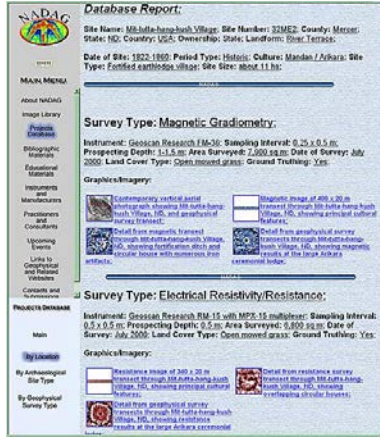 NADAG
MAIN MENU
About NADAG
Image Library
Projects
Database
Bibliographic
Materials
Educational
Materials
Instruments
and
Manufacturers
Practitioners
and
Consultants
Upcoming
Events
Links to
Geophysical
and Related
Websites
Contacts and
PROJECTS DATABASE
Main
By Location
By Archaeological
Site Type
By Geophysical
Survey Type
Database Report:
Site Name: Mit-tutta-hang-kush Village; Site Number: 32ME2; County: Mercer;
State: ND; Country: USA; Ownership: State; Landform: River Terrace;
Date of Site: 1822-1860; Period Type: Historic; Culture: Mandan / Arikara; Site
Type: Fortified earthlodge village; Site Size: about 11 ha;
NADAG
Survey Type: Magnetic Gradiometry;
Instrument: Geoscan Research FM-36; Sampling Interval: 0.25 x 0.5 m;
Prospecting Depth: 1-1.5 m; Area Surveyed: 7,000 sq m; Date of Survey: July
2000; Land Cover Type: Open mowed grass; Ground Truthing: Yes;
Graphics/Imagery:
Contemporary vertical aerial
photograph showing Mit-tutta-hang-
kush Village, ND, and geophysical
survey transect;
Magnetic image of 400 x 20 m
transect through Mit-tutta-hang-kush
Village, ND, showing principal cultural
features;
Detail from magnetic transect
through Mit-tutta-hang-kush Village,
ND, showing fortification ditch and
circular house with numerous iron
artifacts;
Detail from geophysical survey
transects through Mit-tutta-hang-
kush Village, ND, showing magnetic
results at the large Arikara
ceremonial lodge;
NADAG
Survey Type: Electrical Resistivity/Resistance;
Instrument: Geoscan Research RM-15 with MPX-15 multiplexer; Sampling Interval:
0.5 x 0.5 m; Prospecting Depth: 0.5 m; Area Surveyed: 6,800 sq m; Date of
Survey: July 2000; Land Cover Type: Open mowed grass; Ground Truthing: Yes;
Graphics/Imagery:
Resistance image of 340 x 20 m
transect through Mit-tutta-hang-kush
Village, ND, showing principal cultural
features;
Detail from resistance survey
transect through Mit-tutta-hang-kush
Village, ND, showing
overlapping circular houses;
Detail from geophysical survey
transects through Mit-tutta-hang-kush
Village, ND, showing resistance
results at the large Arikara ceremonial